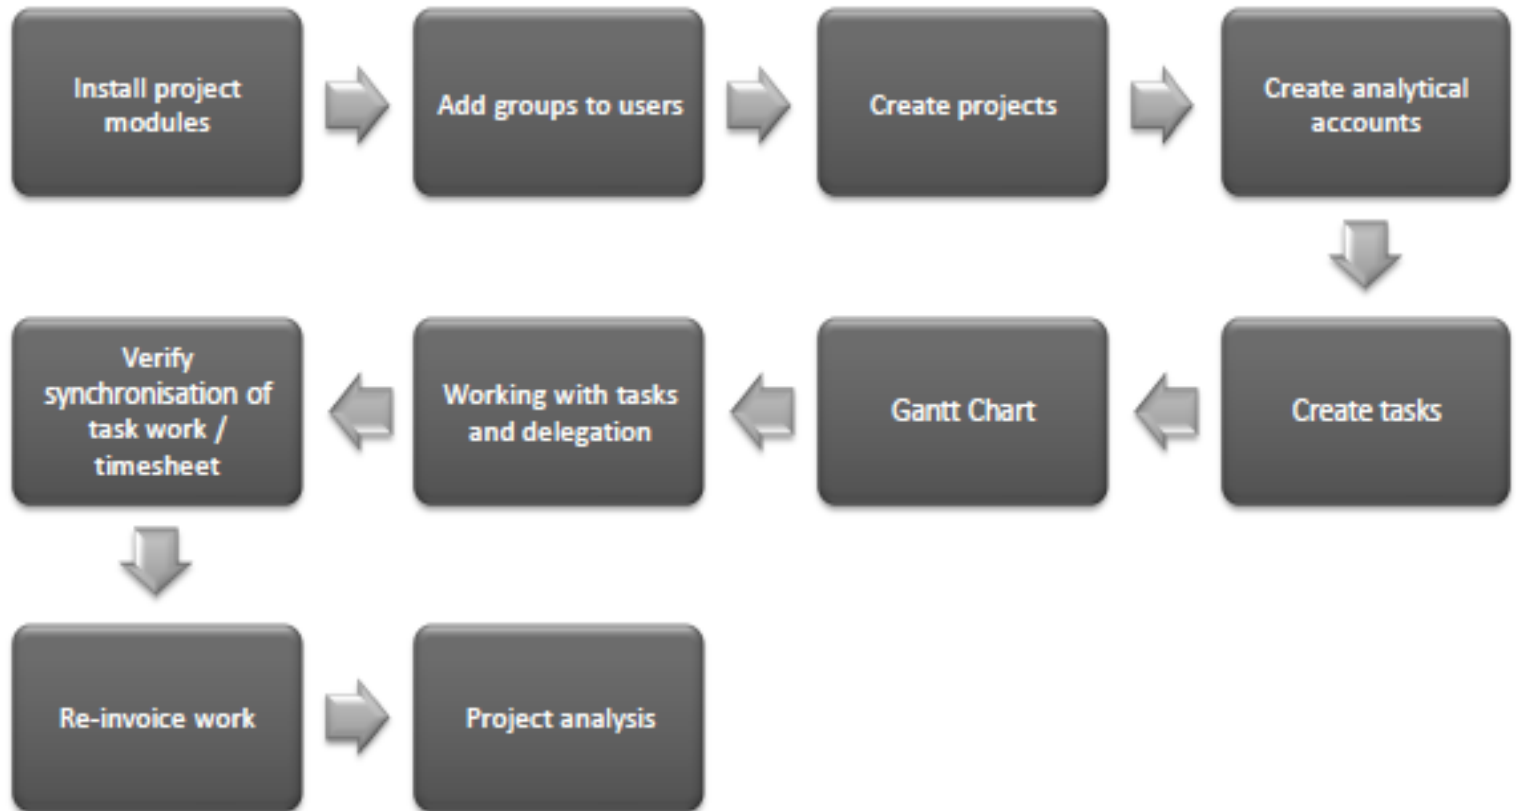 Install project
modules
Add groups to users
Create projects
Create analytical
accounts
Create tasks
Gantt Chart
Working with tasks
and delegation
Verify
synchronisation of
task work /
timesheet
Re-invoice work
Project analysis